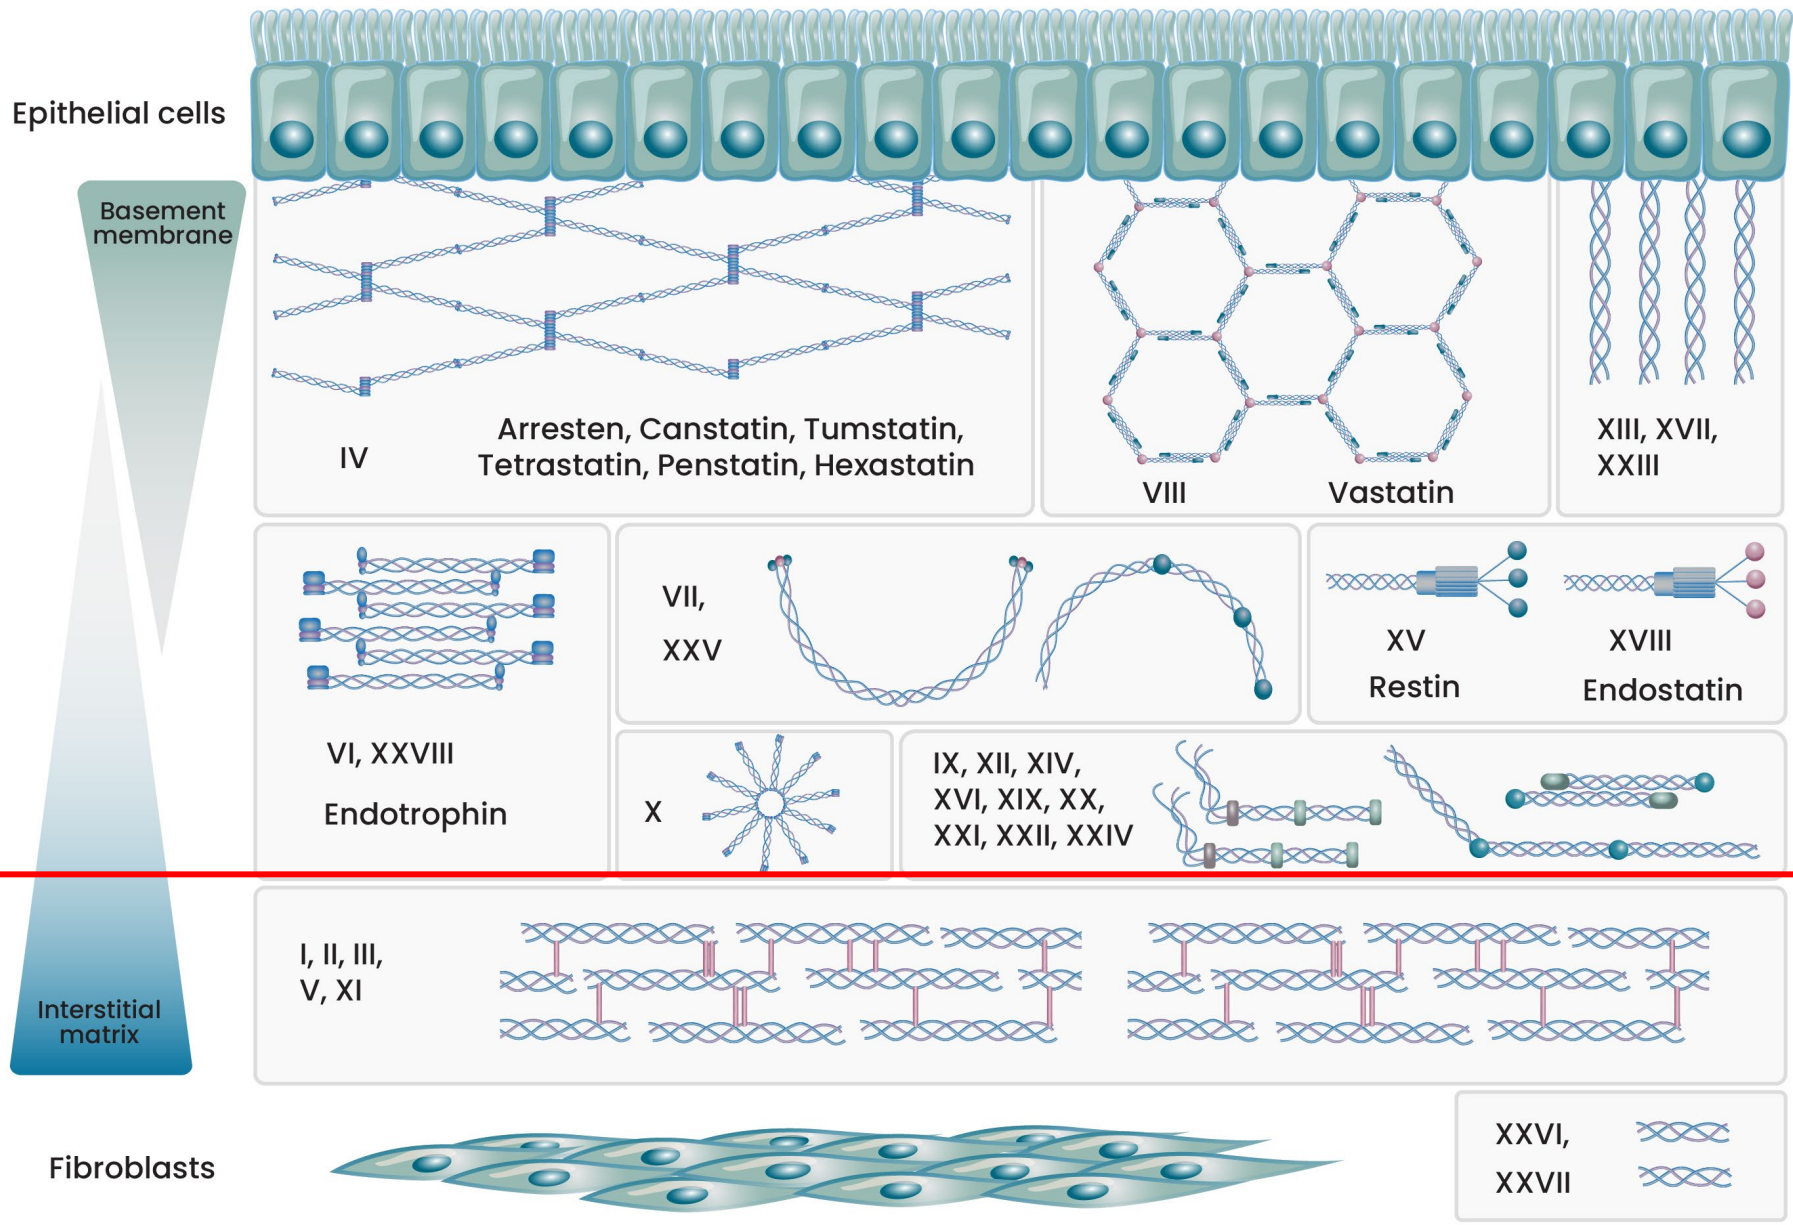 Epithelial cells
Basement
membrane
IV
Arresten, Canstatin, Tumstatin,
Tetrastatin, Penstatin, Hexastatin
VIII
Vastatin
XIII, XVII,
XXIII
VI, XXVIII
Endotrophin
VII,
XXV
XV
Restin
XVIII
Endostatin
X
IX, XII, XIV,
XVI, XIX, XX,
XXI, XXII, XXIV
I, II, III,
V, XI
Interstitial
matrix
Fibroblasts
XXVI,
XXVII